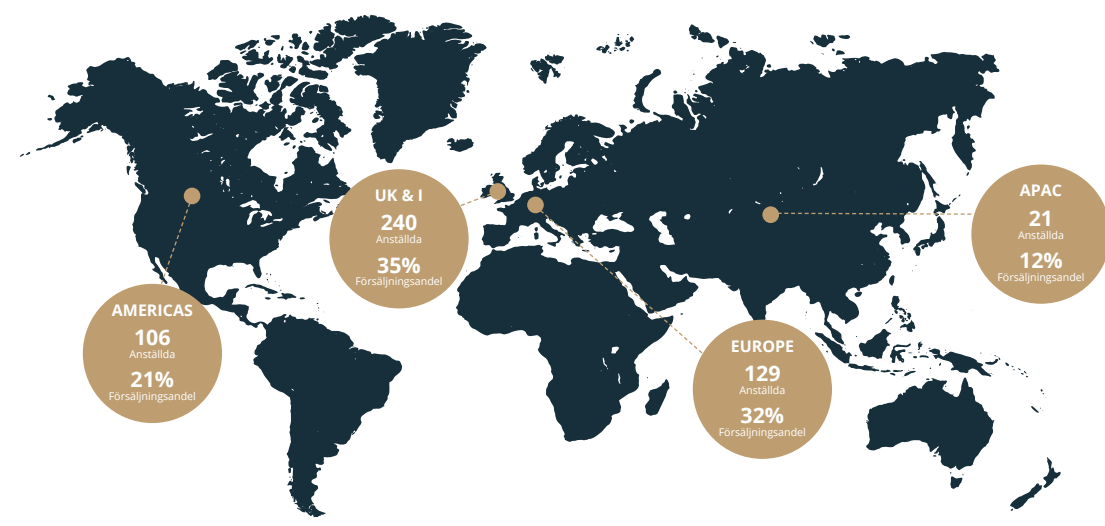 UK & I
240
Anställda
35%
Försäljningsandel
APAC
21
Anställda
12%
Försäljningsandel
AMERICAS
106
Anställda
21%
Försäljningsandel
EUROPE
129
Anställda
32%
Försäljningsandel